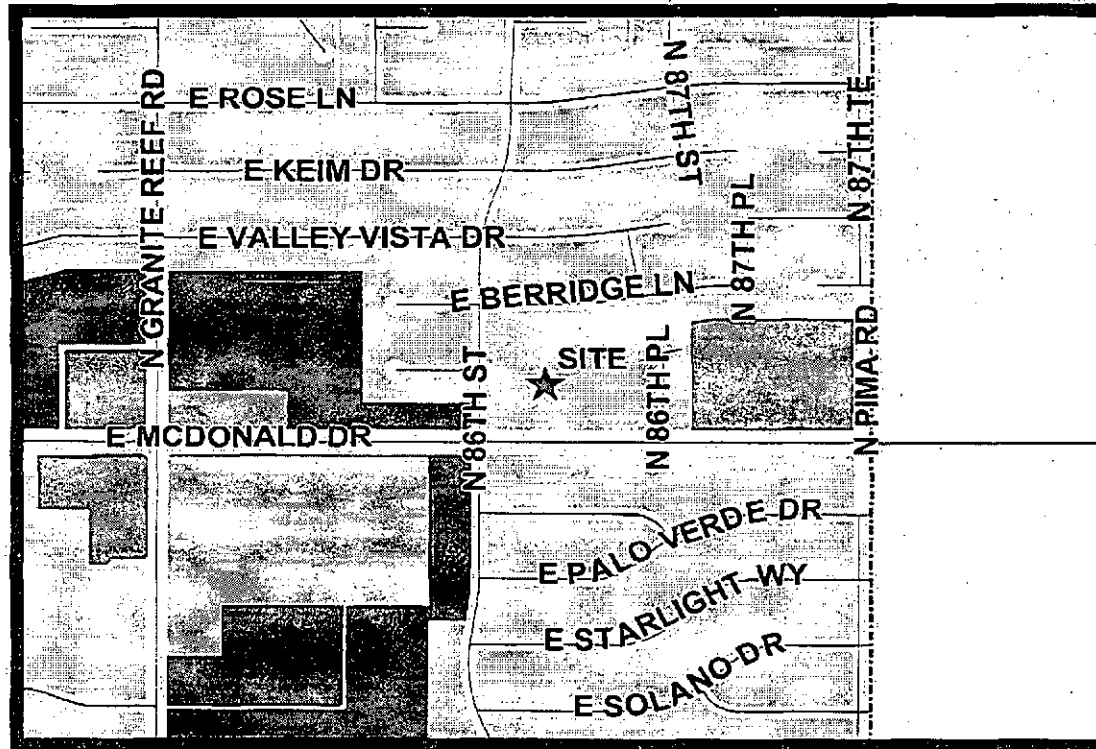 N GRANITE REEF RD
E ROSE LN
N 87TH ST
N 87TH TE
E KEIM DR
E VALLEY VISTA DR
N 87TH PL
E BERRIDGE LN
SITE
N 86TH ST
N 86TH PL
N PIMA RD
E MCDONALD DR
E PALO VERDE DR
E STARLIGHT WY
E SOLANO DR